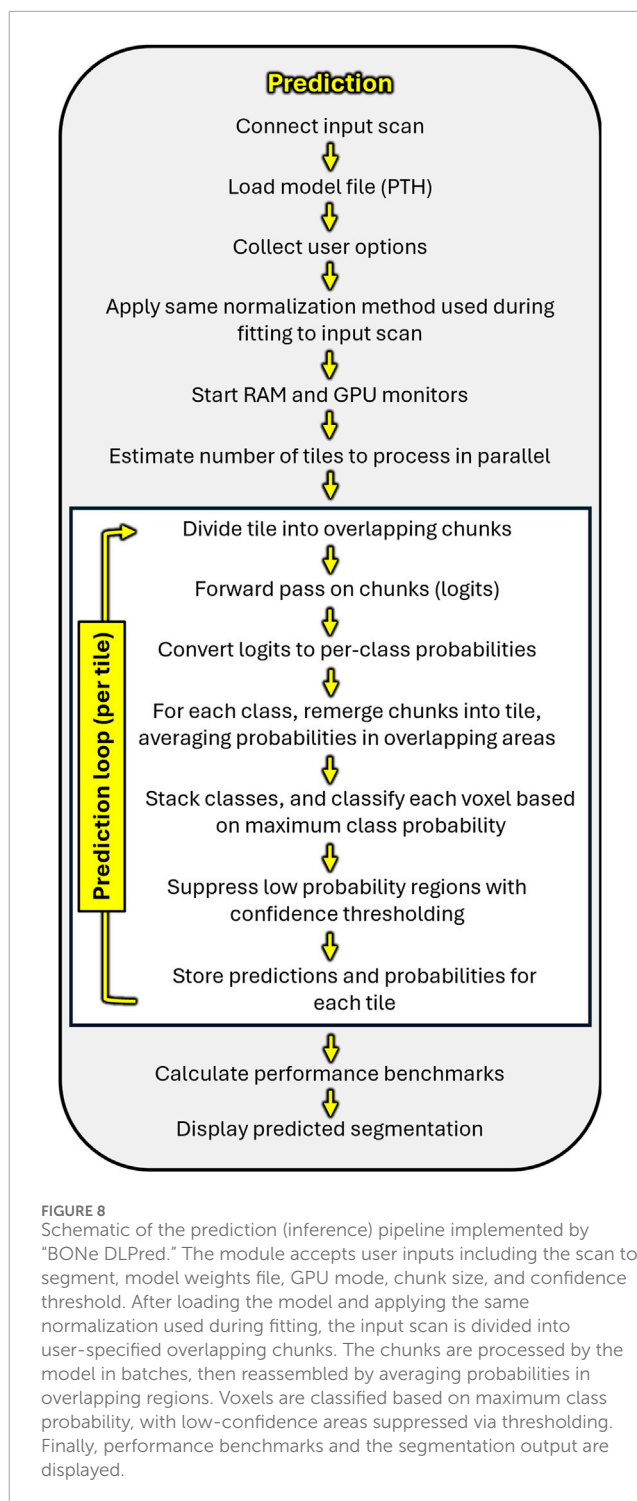 Prediction
Connect input scan
Load model file (PTH)
Collect user options
Apply same normalization method used during
fitting to input scan
Start RAM and GPU monitors
Estimate number of tiles to process in parallel
Prediction loop (per tile)
Divide tile into overlapping chunks
Forward pass on chunks (logits)
Convert logits to per-class probabilities
For each class, remerge chunks into tile,
averaging probabilities in overlapping areas
Stack classes, and classify each voxel based
on maximum class probability
Suppress low probability regions with
confidence thresholding
Store predictions and probabilities for
each tile
Calculate performance benchmarks
Display predicted segmentation
FIGURE 8
Schematic of the prediction (inference) pipeline implemented by
“BONe DLPred.” The module accepts user inputs including the scan to
segment, model weights file, GPU mode, chunk size, and confidence
threshold. After loading the model and applying the same
normalization used during fitting, the input scan is divided into
user-specified overlapping chunks. The chunks are processed by the
model in batches, then reassembled by averaging probabilities in
overlapping regions. Voxels are classified based on maximum class
probability, with low-confidence areas suppressed via thresholding.
Finally, performance benchmarks and the segmentation output are
displayed.